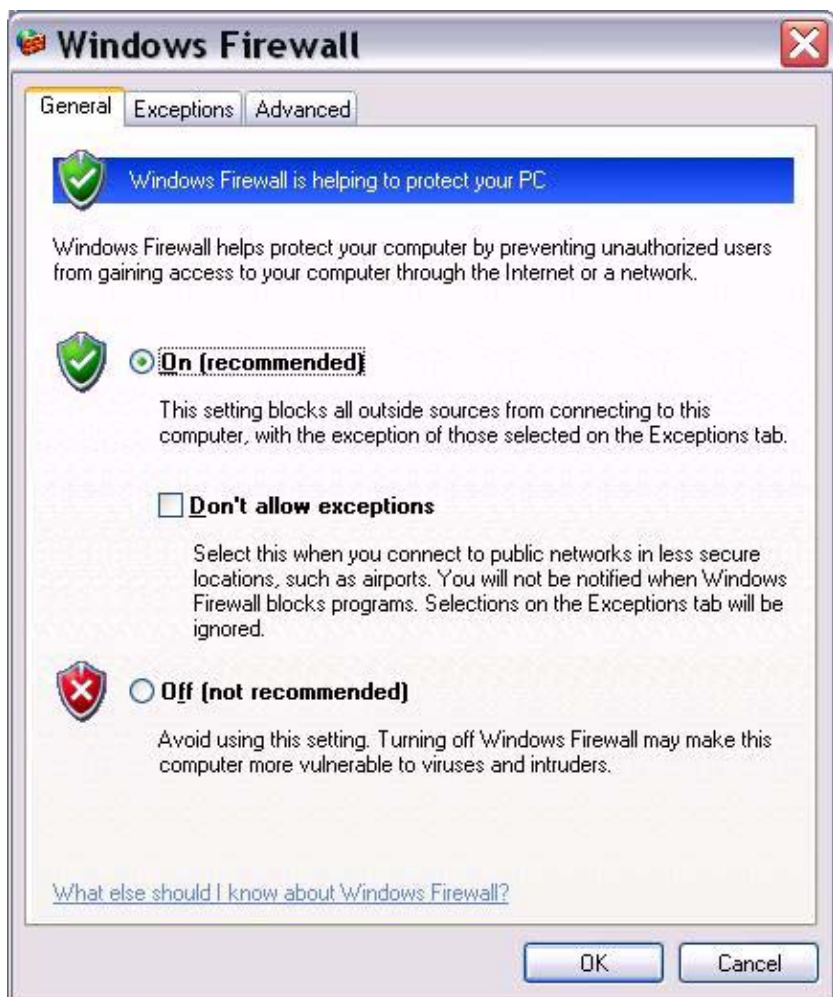 Windows Firewall
General Exceptions Advanced
Windows Firewall is helping to protect your PC
Windows Firewall helps protect your computer by preventing unauthorized users
from gaining access to your computer through the Internet or a network.
On (recommended)
This setting blocks all outside sources from connecting to this
computer, with the exception of those selected on the Exceptions tab.
Don't allow exceptions
Select this when you connect to public networks in less secure
locations, such as airports. You will not be notified when Windows
Firewall blocks programs. Selections on the Exceptions tab will be
ignored.
Off (not recommended)
Avoid using this setting. Turning off Windows Firewall may make this
computer more vulnerable to viruses and intruders.
What else should I know about Windows Firewall?
OK Cancel